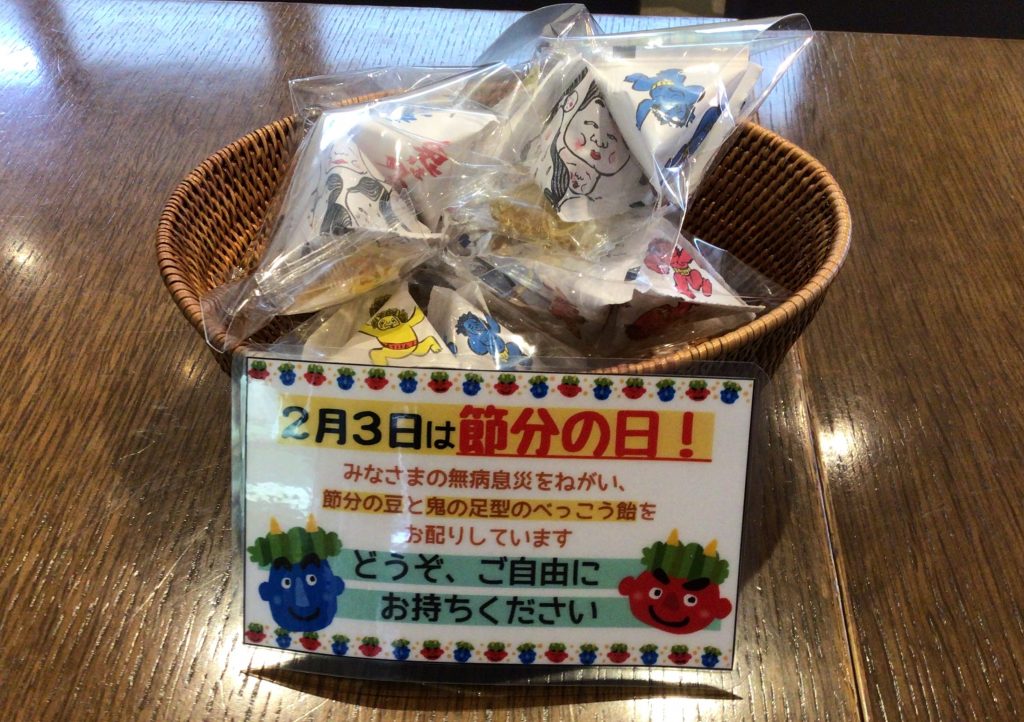 2月3日は節分の日！
みなさまの無病息災をねがい、
節分の豆と鬼の足型のべっこう飴を
お配りしています
どうぞ、ご自由に
お持ちください